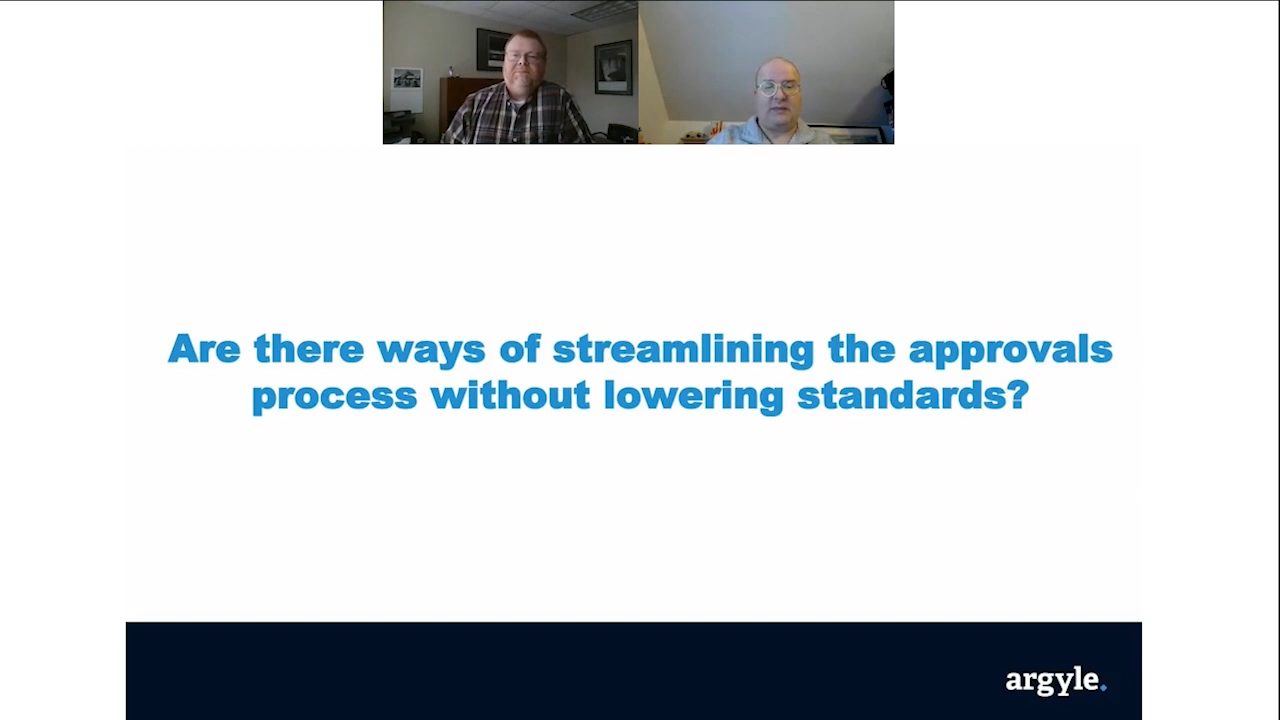 Are there ways of streamlining the approvals
process without lowering standards?
argyle.